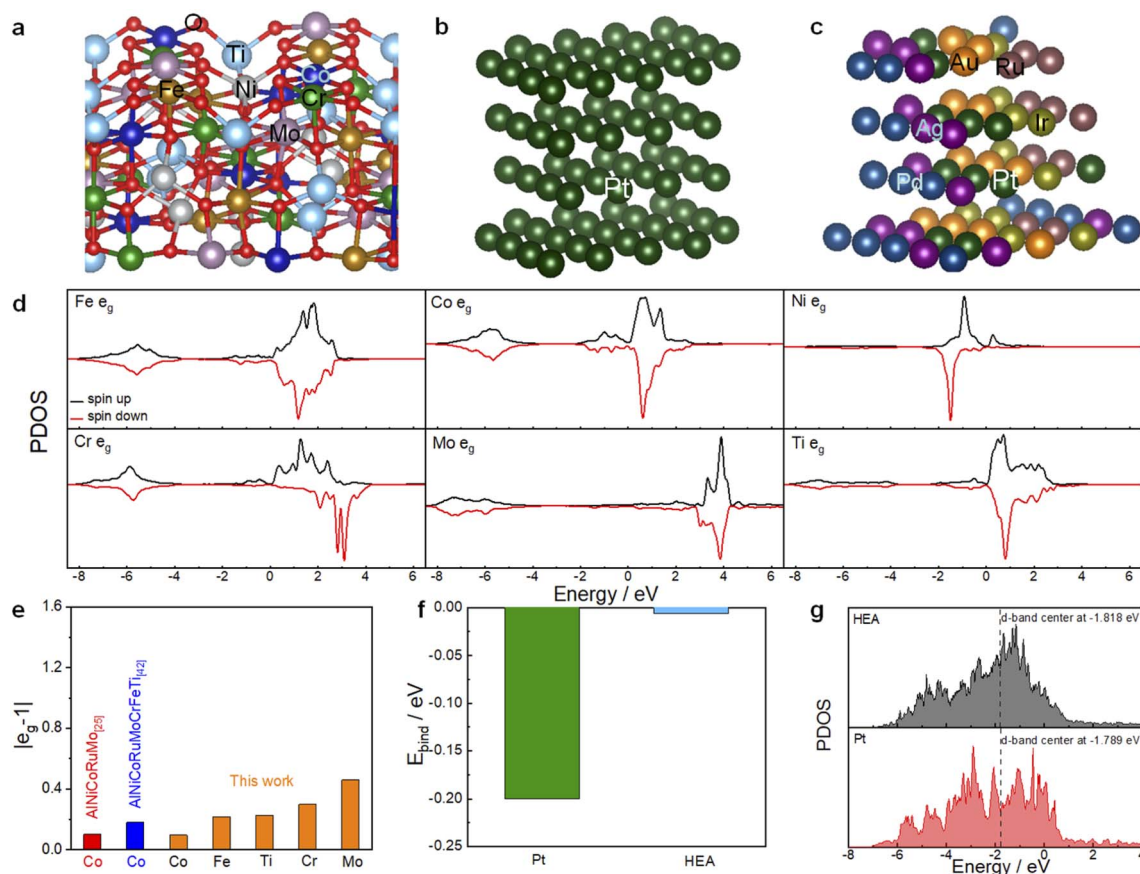 a
O
Ti
Co
Fe
Ni
Cr
Mo
b
Pt
c
Au
Ru
Ag
Ir
Pd
Pt
d
Fe eg
Co eg
Ni eg
spin up
spin down
Cr eg
Mo eg
Ti eg
PDOS
-8 -6 -4 -2 0 2 4 6
-8 -6 -4 -2 0 2 4 6
-8 -6 -4 -2 0 2 4 6
Energy / eV
e
1.6
1.2
0.8
0.4
0.0
|eg-1|
AlNiCoRuMo[25]
AlNiCoRuMoCrFeTi[42]
This work
Co Co Co Fe Ti Cr Mo
f
0.00
-0.05
-0.10
-0.15
-0.20
-0.25
Ebind / eV
Pt HEA
g
HEA
d-band center at -1.818 eV
Pt
d-band center at -1.789 eV
PDOS
-8 -6 -4 -2 0 2 4
Energy / eV